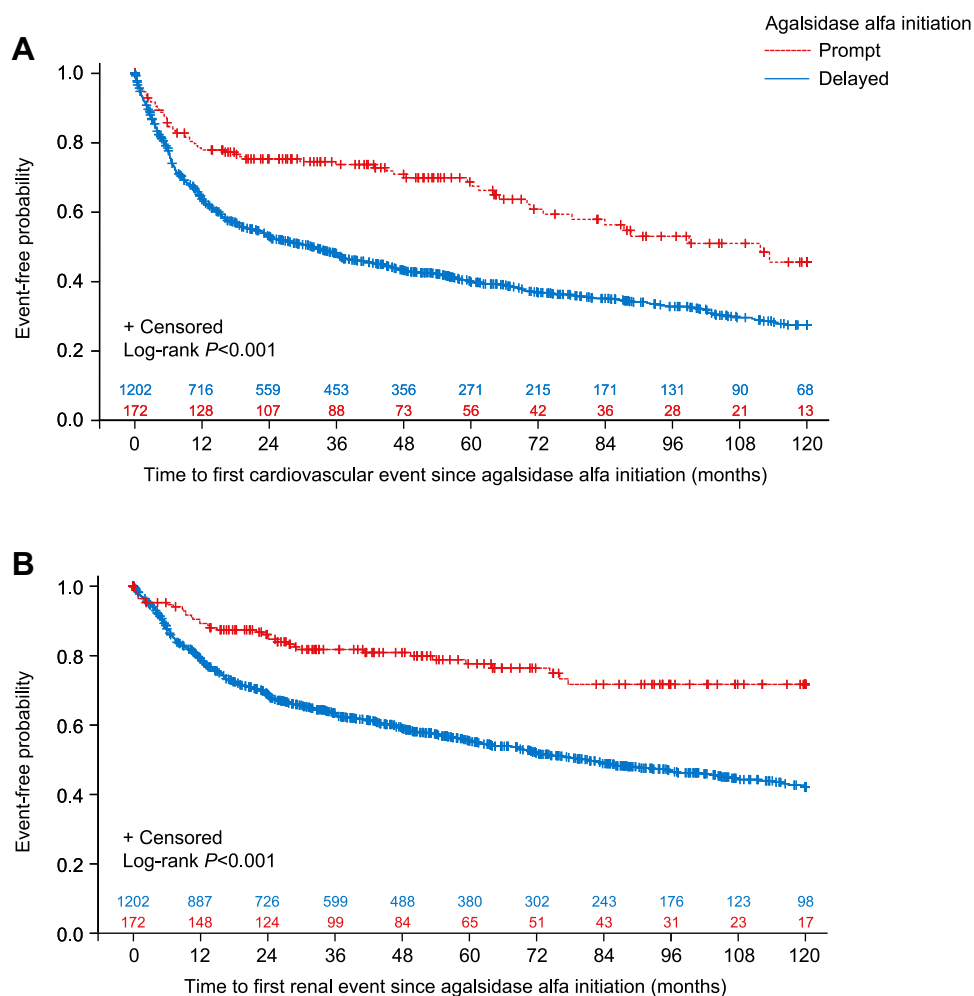 Agalsidase alfa initiation
Prompt
Delayed
A
1.0
0.8
0.6
0.4
0.2
0.0
Event-free probability
+ Censored
Log-rank P<0.001
1202 716 559 453 356 271 215 171 131 90 68
172 128 107 88 73 56 42 36 28 21 13
0 12 24 36 48 60 72 84 96 108 120
Time to first cardiovascular event since agalsidase alfa initiation (months)
B
1.0
0.8
0.6
0.4
0.2
0.0
Event-free probability
+ Censored
Log-rank P<0.001
1202 887 726 599 488 380 302 243 176 123 98
172 148 124 99 84 65 51 43 31 23 17
0 12 24 36 48 60 72 84 96 108 120
Time to first renal event since agalsidase alfa initiation (months)